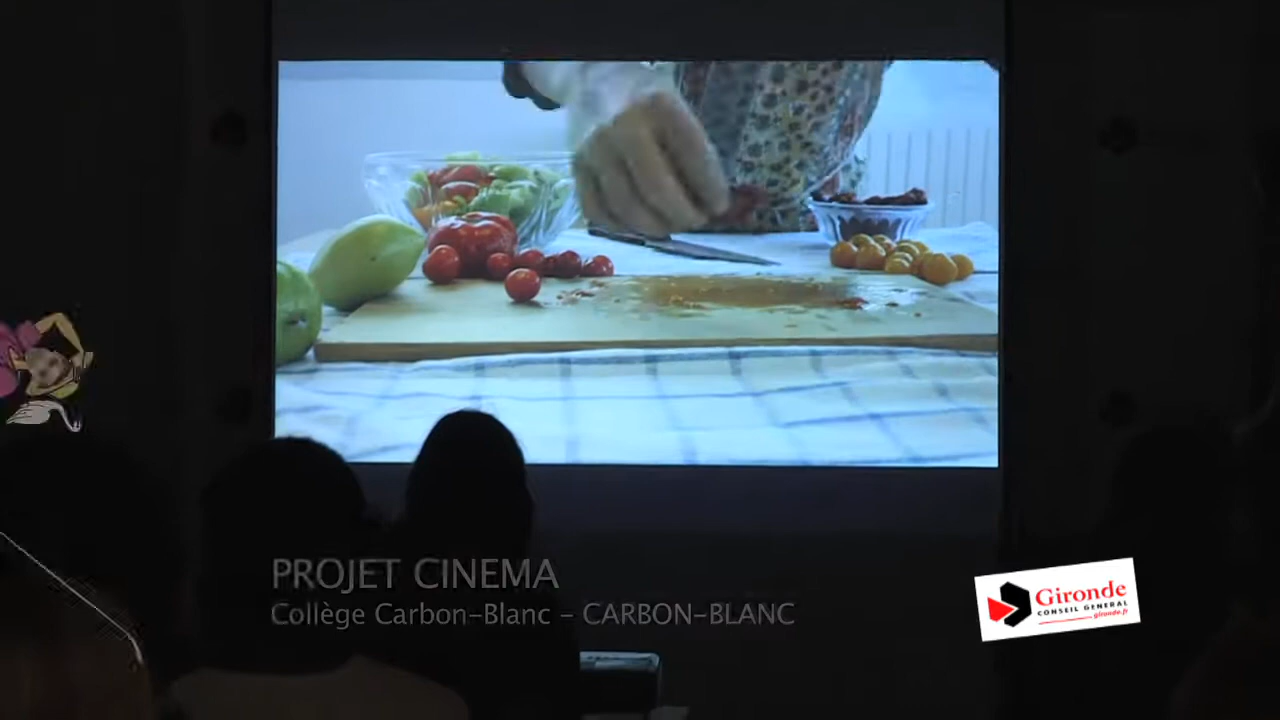 PROJET CINEMA
Collège Carbon-Blanc – CARBON-BLANC
Gironde
CONSEIL GENERAL
gironde.fr